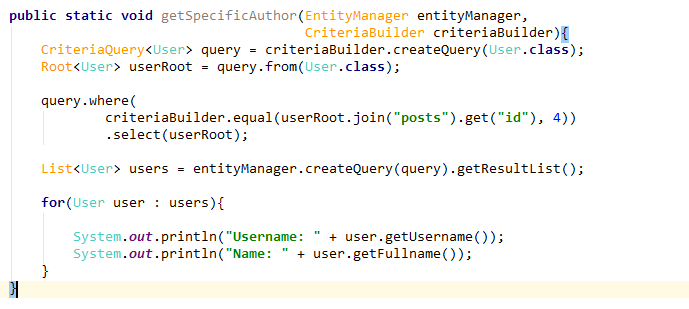 public static void getSpecificAuthor(EntityManager entityManager,
                                     CriteriaBuilder criteriaBuilder){
    CriteriaQuery<User> query = criteriaBuilder.createQuery(User.class);
    Root<User> userRoot = query.from(User.class);

    query.where(
            criteriaBuilder.equal(userRoot.join("posts").get("id"), 4))
            .select(userRoot);

    List<User> users = entityManager.createQuery(query).getResultList();

    for(User user : users){

        System.out.println("Username: " + user.getUsername());
        System.out.println("Name: " + user.getFullname());
    }
}